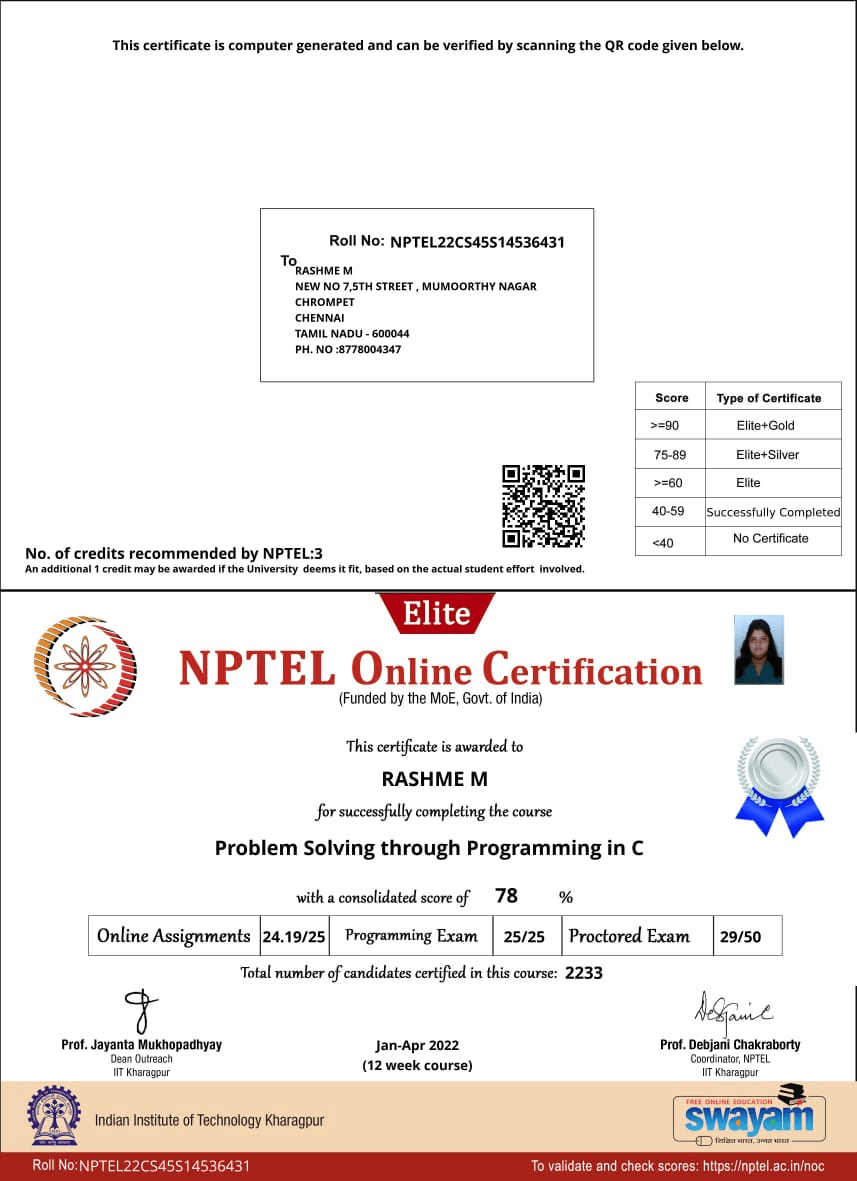 This certificate is computer generated and can be verified by scanning the QR code given below.
Roll No: NPTEL22CS45S14536431
To
RASHME M
NEW NO 7,5TH STREET , MUMOORTHY NAGAR
CHROMPET
CHENNAI
TAMIL NADU - 600044
PH. NO :8778004347
Score Type of Certificate
>=90 Elite+Gold
75-89 Elite+Silver
>=60 Elite
40-59 Successfully Completed
<40 No Certificate
No. of credits recommended by NPTEL:3
An additional 1 credit may be awarded if the University deems it fit, based on the actual student effort involved.
Elite
NPTEL Online Certification
(Funded by the MoE, Govt. of India)
This certificate is awarded to
RASHME M
for successfully completing the course
Problem Solving through Programming in C
with a consolidated score of 78 %
Online Assignments 24.19/25 Programming Exam 25/25 Proctored Exam 29/50
Total number of candidates certified in this course: 2233
Prof. Jayanta Mukhopadhyay
Dean Outreach
IIT Kharagpur
Jan-Apr 2022
(12 week course)
Prof. Debjani Chakraborty
Coordinator, NPTEL
IIT Kharagpur
Indian Institute of Technology Kharagpur
FREE ONLINE EDUCATION
swayam
शिक्षित भारत, उन्नत भारत
Roll No:NPTEL22CS45S14536431
To validate and check scores: https://nptel.ac.in/noc